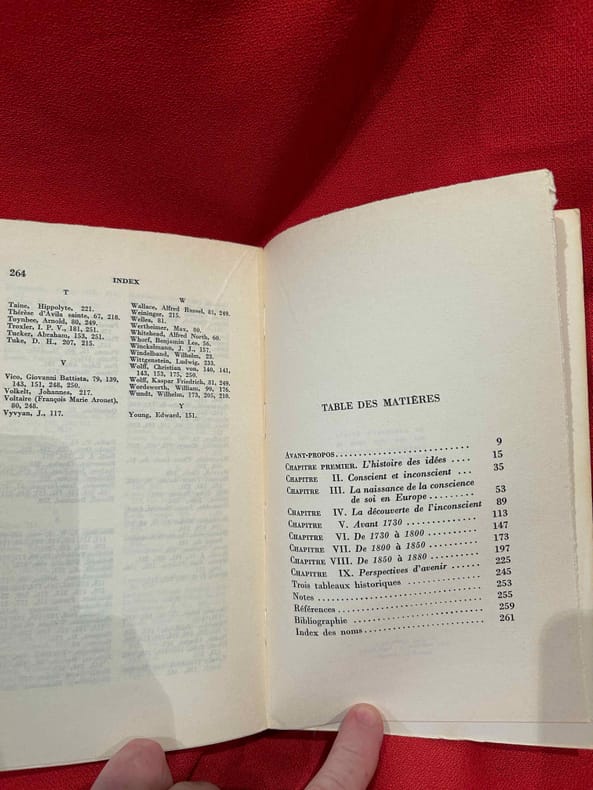 264
INDEX
T
Taine, Hippolyte, 221.
Thérèse d'Avila sainte, 67, 218.
Toynbee, Arnold, 80, 249.
Troxler, I. P. V., 181, 251.
Tucker, Abraham, 153, 251.
Tuke, D. H., 207, 215.
V
Vico, Giovanni Battista, 79, 139,
143, 151, 248, 250.
Volkelt, Johannes, 217.
Voltaire (François Marie Aronet),
80, 248.
Vyvyan, J., 117.
W
Wallace, Alfred Russel, 81, 249.
Weininger, 215.
Welles, 81.
Wertheimer, Max, 80.
Whitehead, Alfred North, 60.
Whorf, Benjamin Lee, 56.
Winckelmann, J. J., 157.
Windelband, Wilhelm, 23.
Wittgenstein, Ludwig, 253.
Wolff, Christian von, 140, 141,
143, 153, 175, 250.
Wolff, Kaspar Friedrich, 81, 249.
Wordsworth, William, 99, 176.
Wundt, Wilhelm, 173, 205, 218.
Y
Young, Edward, 151.
TABLE DES MATIÈRES
AVANT-PROPOS 9
CHAPITRE PREMIER. L'histoire des idées 15
CHAPITRE II. Conscient et inconscient 35
CHAPITRE III. La naissance de la conscience
de soi en Europe 53
CHAPITRE IV. La découverte de l'inconscient 89
CHAPITRE V. Avant 1730 113
CHAPITRE VI. De 1730 à 1800 147
CHAPITRE VII. De 1800 à 1850 173
CHAPITRE VIII. De 1850 à 1880 197
CHAPITRE IX. Perspectives d'avenir 225
Trois tableaux historiques 245
Notes 253
Références 255
Bibliographie 259
Index des noms 261